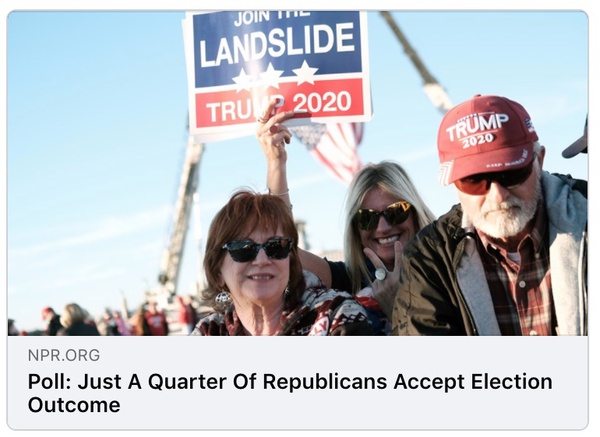 JOIN THE
LANDSLIDE
TRUMP 2020
TRUMP
2020
NPR.ORG
Poll: Just A Quarter Of Republicans Accept Election
Outcome